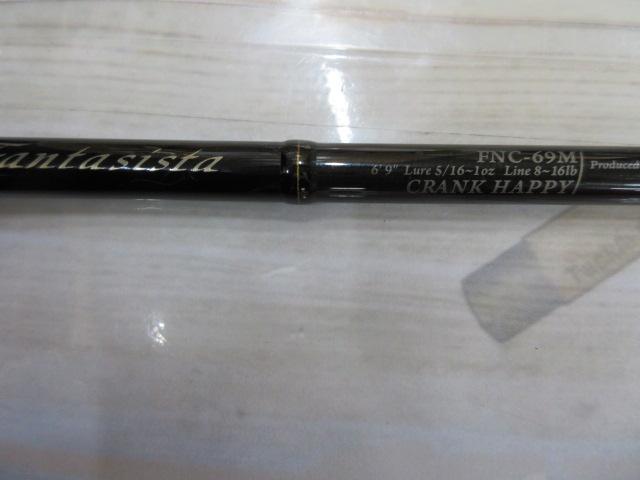 Fantasista
FNC-69M
6'9" Lure 5/16~1oz Line 8~16lb
CRANK HAPPY
Produced